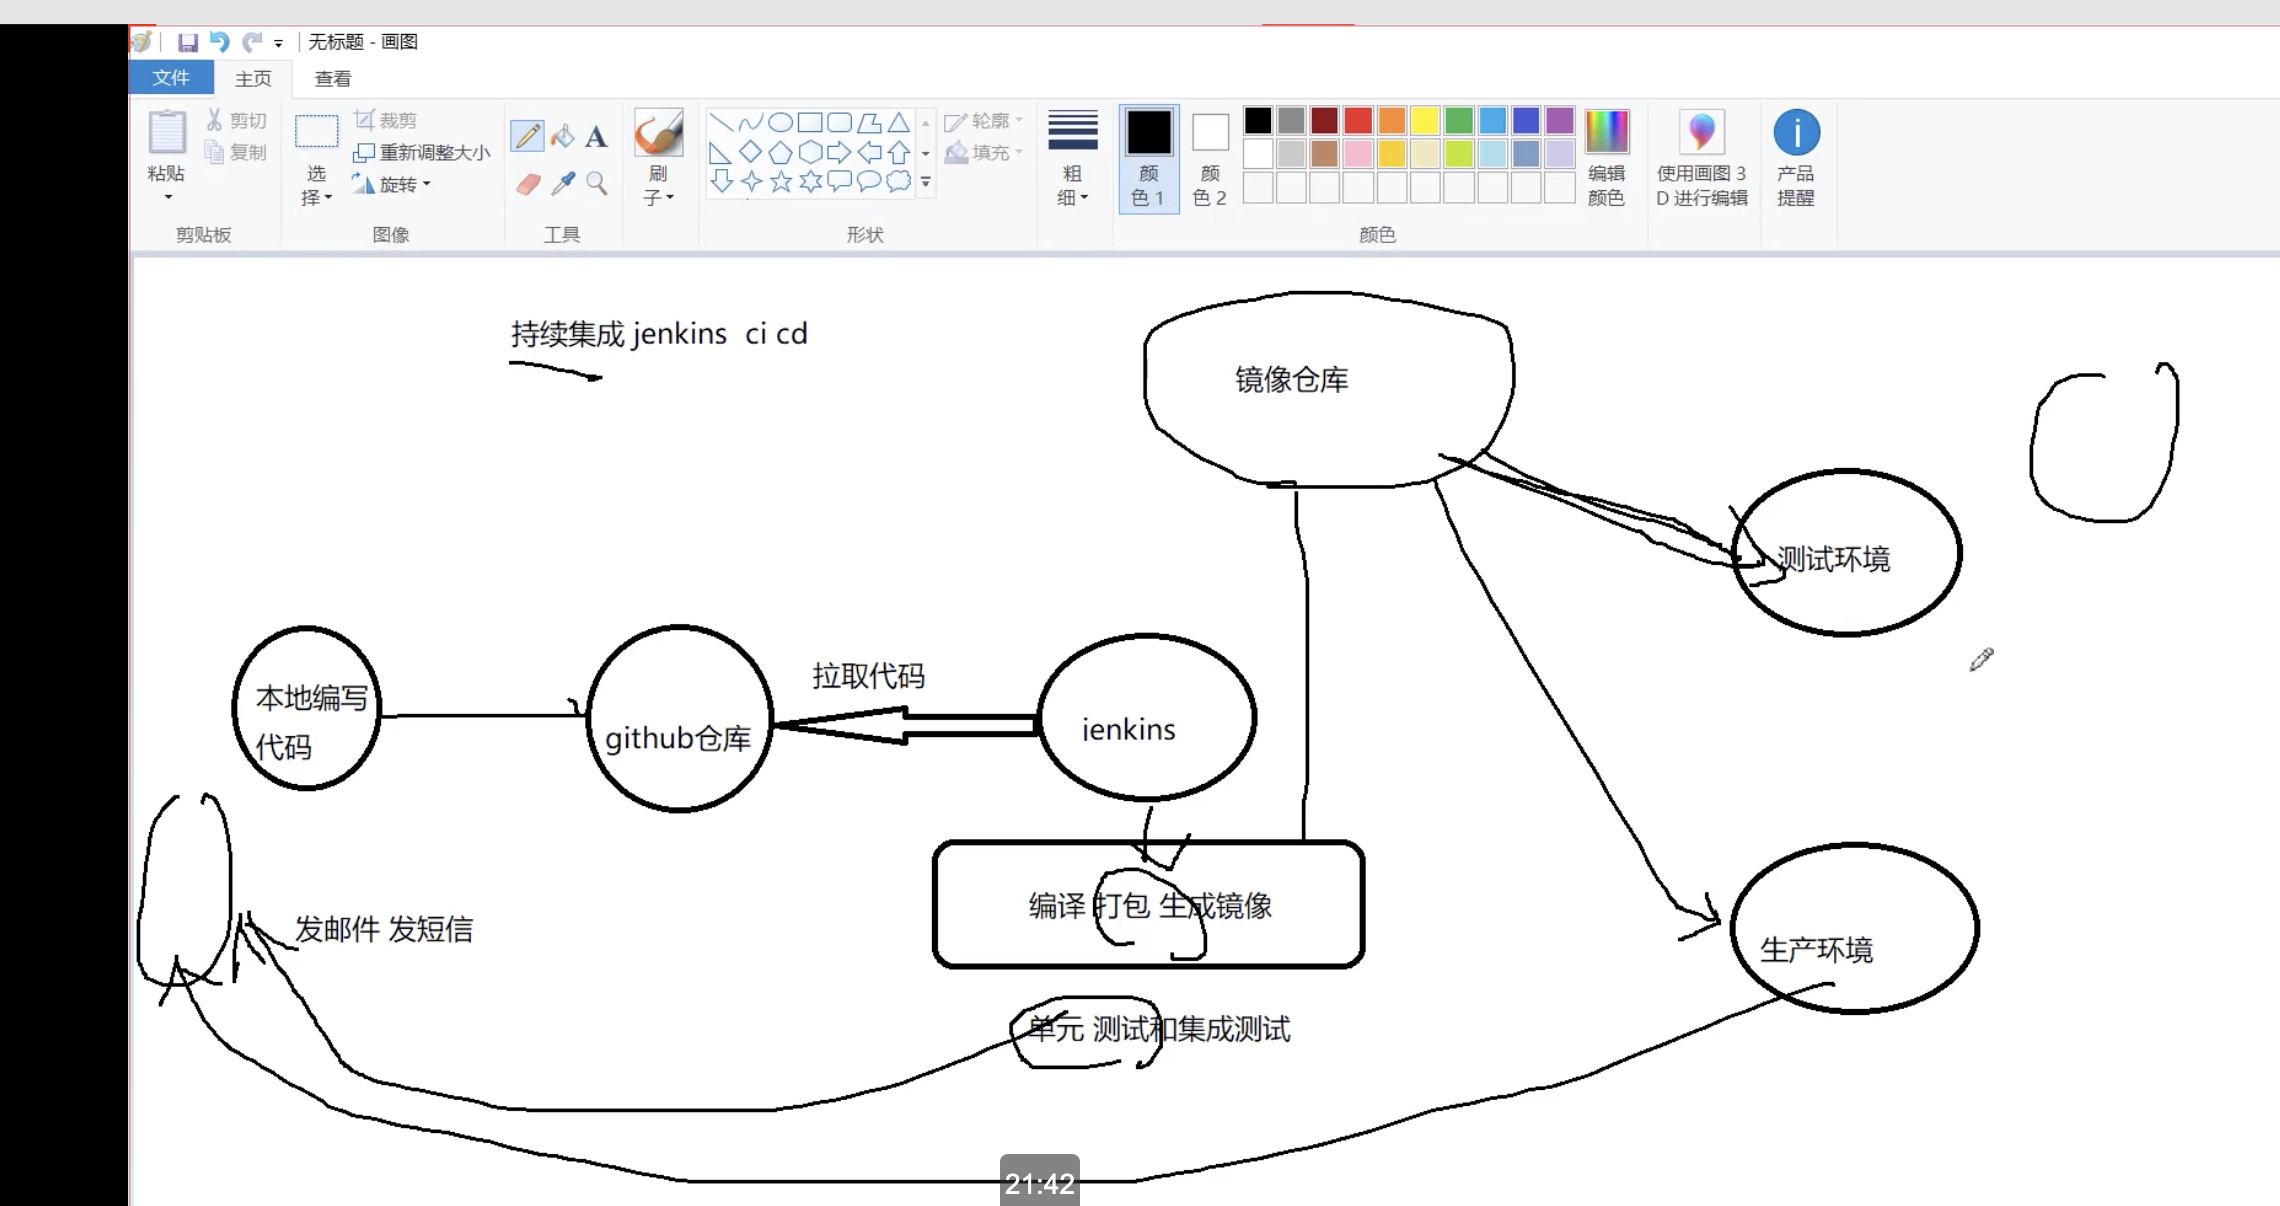 无标题 - 画图
文件 主页 查看
粘贴
剪切
复制
剪贴板
选择
裁剪
重新调整大小
旋转
图像
A
工具
刷子
形状
轮廓
填充
粗细
颜色 1
颜色 2
颜色
编辑颜色
使用画图 3D 进行编辑
产品提醒
持续集成 jenkins ci cd
镜像仓库
测试环境
本地编写
代码
github仓库
拉取代码
ienkins
编译 打包 生成镜像
发邮件 发短信
生产环境
单元 测试和集成测试
21:42